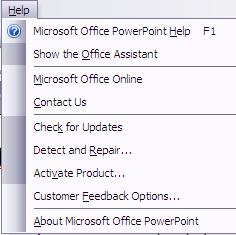 Help
Microsoft Office PowerPoint Help F1
Show the Office Assistant
Microsoft Office Online
Contact Us
Check for Updates
Detect and Repair...
Activate Product...
Customer Feedback Options...
About Microsoft Office PowerPoint